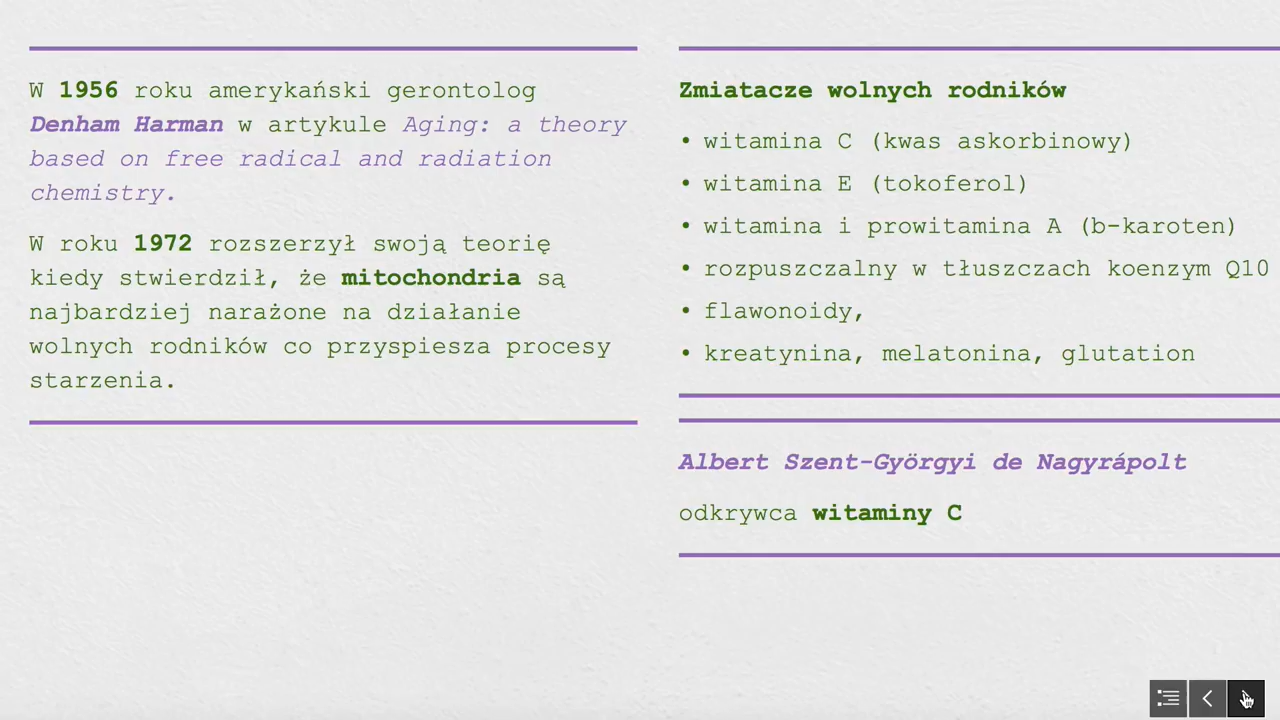 W 1956 roku amerykański gerontolog
Denham Harman w artykule Aging: a theory
based on free radical and radiation
chemistry.
W roku 1972 rozszerzył swoją teorię
kiedy stwierdził, że mitochondria są
najbardziej narażone na działanie
wolnych rodników co przyspiesza procesy
starzenia.
Zmiatacze wolnych rodników
• witamina C (kwas askorbinowy)
• witamina E (tokoferol)
• witamina i prowitamina A (b-karoten)
• rozpuszczalny w tłuszczach koenzym Q10
• flawonoidy,
• kreatynina, melatonina, glutation
Albert Szent-Györgyi de Nagyrápolt
odkrywca witaminy C